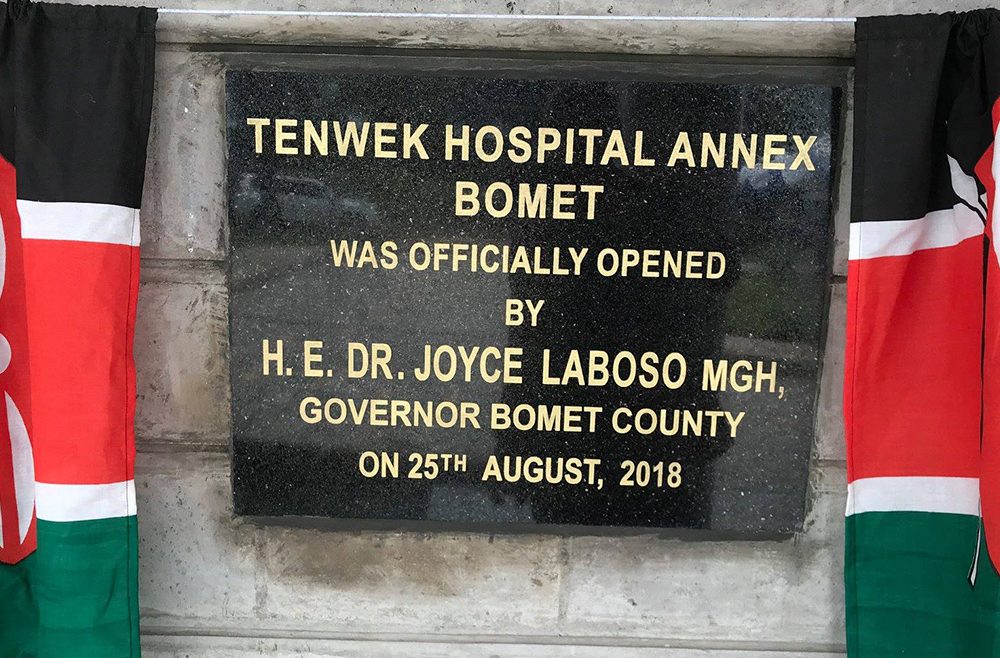 TENWEK HOSPITAL ANNEX
BOMET
WAS OFFICIALLY OPENED
BY
H. E. DR. JOYCE LABOSO MGH,
GOVERNOR BOMET COUNTY
ON 25TH AUGUST, 2018